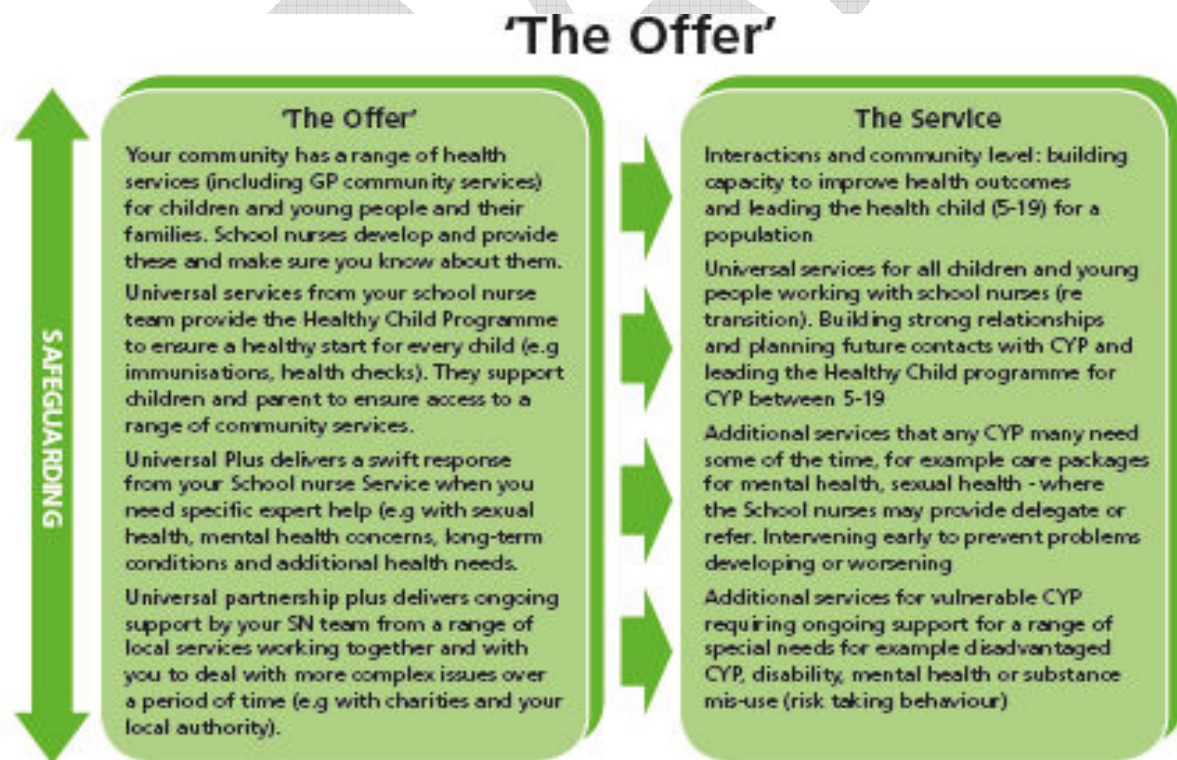 'The Offer'
SAFEGUARDING
'The Offer'
Your community has a range of health
services (including GP community services)
for children and young people and their
families. School nurses develop and provide
these and make sure you know about them.
Universal services from your school nurse
team provide the Healthy Child Programme
to ensure a healthy start for every child (e.g
immunisations, health checks). They support
children and parent to ensure access to a
range of community services.
Universal Plus delivers a swift response
from your School nurse Service when you
need specific expert help (e.g with sexual
health, mental health concerns, long-term
conditions and additional health needs.
Universal partnership plus delivers ongoing
support by your SN team from a range of
local services working together and with
you to deal with more complex issues over
a period of time (e.g with charities and your
local authority).
The Service
Interactions and community level: building
capacity to improve health outcomes
and leading the health child (5-19) for a
population
Universal services for all children and young
people working with school nurses (re
transition). Building strong relationships
and planning future contacts with CYP and
leading the Healthy Child programme for
CYP between 5-19
Additional services that any CYP many need
some of the time, for example care packages
for mental health, sexual health - where
the School nurses may provide delegate or
refer. Intervening early to prevent problems
developing or worsening
Additional services for vulnerable CYP
requiring ongoing support for a range of
special needs for example disadvantaged
CYP, disability, mental health or substance
mis-use (risk taking behaviour)